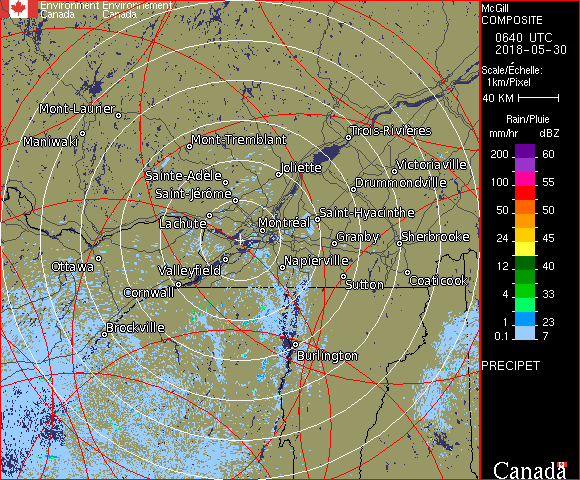 Environment Environnement
Canada Canada
McGill
COMPOSITE
0640 UTC
2018-05-30
Scale/Échelle:
1km/Pixel
40 KM
Rain/Pluie
mm/hr dBZ
200 60
100 55
50 50
24 45
12 40
4 33
1 23
0.1 7
PRECIPET
Canada
Mont-Laurier
Maniwaki
Mont-Tremblant
Trois-Rivières
Sainte-Adèle
Joliette
Victoriaville
Saint-Jérôme
Drummondville
Lachute
Montréal
Saint-Hyacinthe
Granby
Sherbrooke
Ottawa
Valleyfield
Napierville
Cornwall
Sutton
Coaticook
Brockville
Burlington